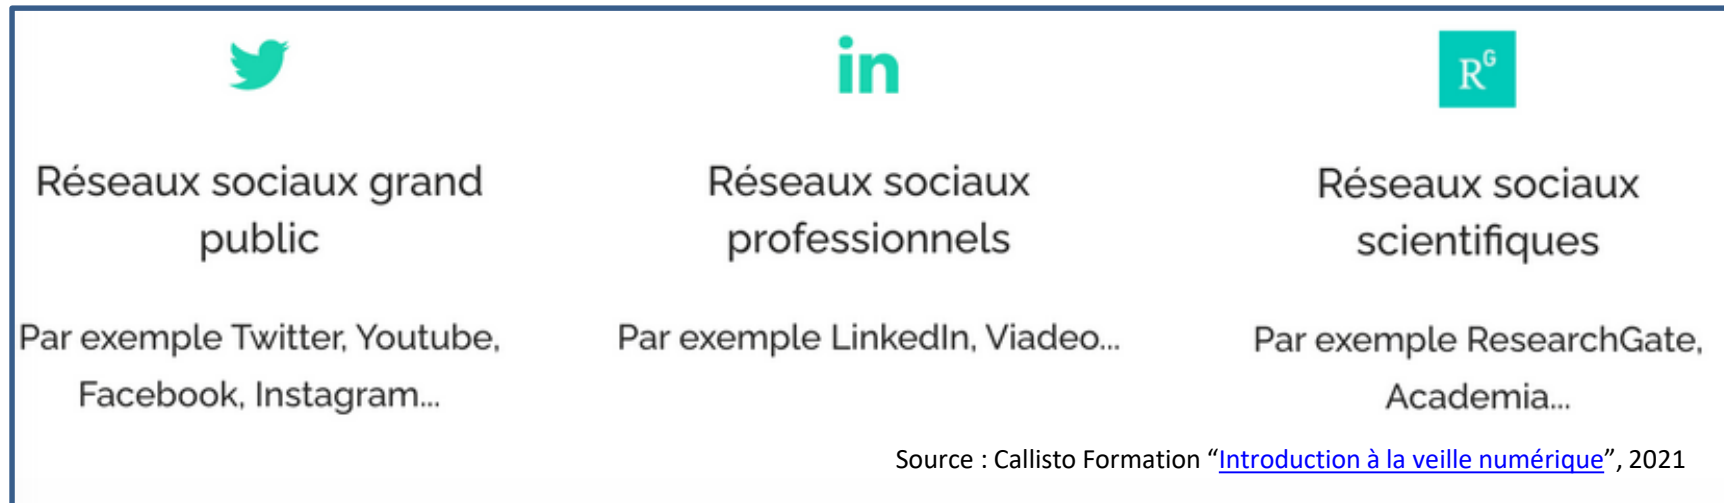 in
R^G
Réseaux sociaux grand
public
Réseaux sociaux
professionnels
Réseaux sociaux
scientifiques
Par exemple Twitter, Youtube,
Facebook, Instagram...
Par exemple LinkedIn, Viadeo...
Par exemple ResearchGate,
Academia...
Source : Callisto Formation “Introduction à la veille numérique”, 2021